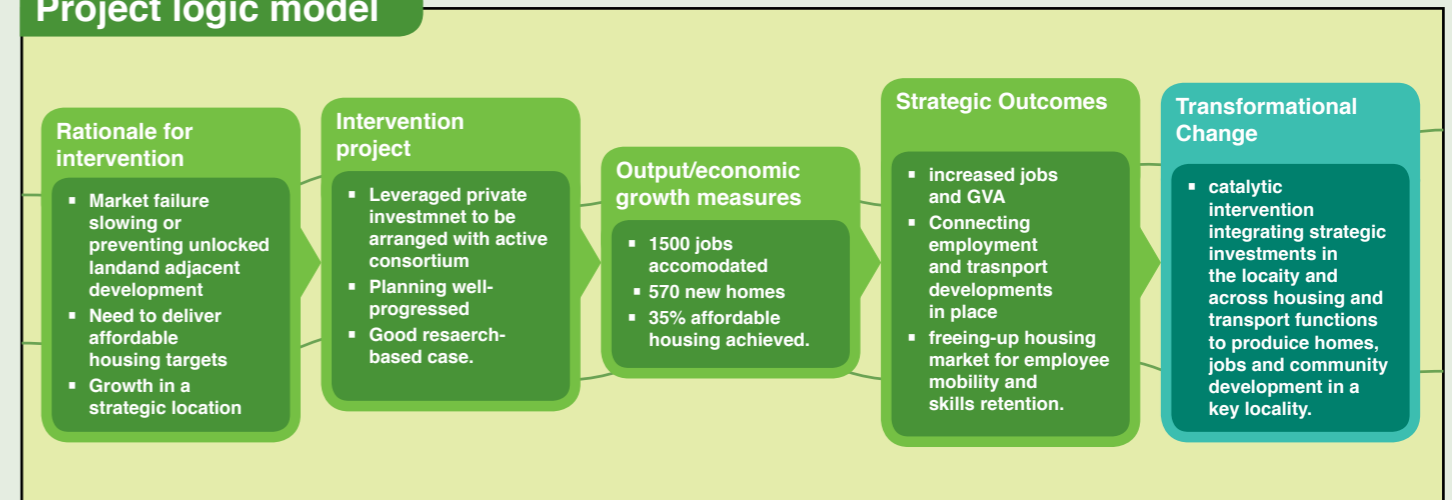 Project logic model
Rationale for
intervention
▪ Market failure
slowing or
preventing unlocked
landand adjacent
development
▪ Need to deliver
affordable
housing targets
▪ Growth in a
strategic location
Intervention
project
▪ Leveraged private
investmnet to be
arranged with active
consortium
▪ Planning well-
progressed
▪ Good resaerch-
based case.
Output/economic
growth measures
▪ 1500 jobs
accomodated
▪ 570 new homes
▪ 35% affordable
housing achieved.
Strategic Outcomes
▪ increased jobs
and GVA
▪ Connecting
employment
and trasnport
developments
in place
▪ freeing-up housing
market for employee
mobility and
skills retention.
Transformational
Change
▪ catalytic
intervention
integrating strategic
investments in
the locaity and
across housing and
transport functions
to produice homes,
jobs and community
development in a
key locality.